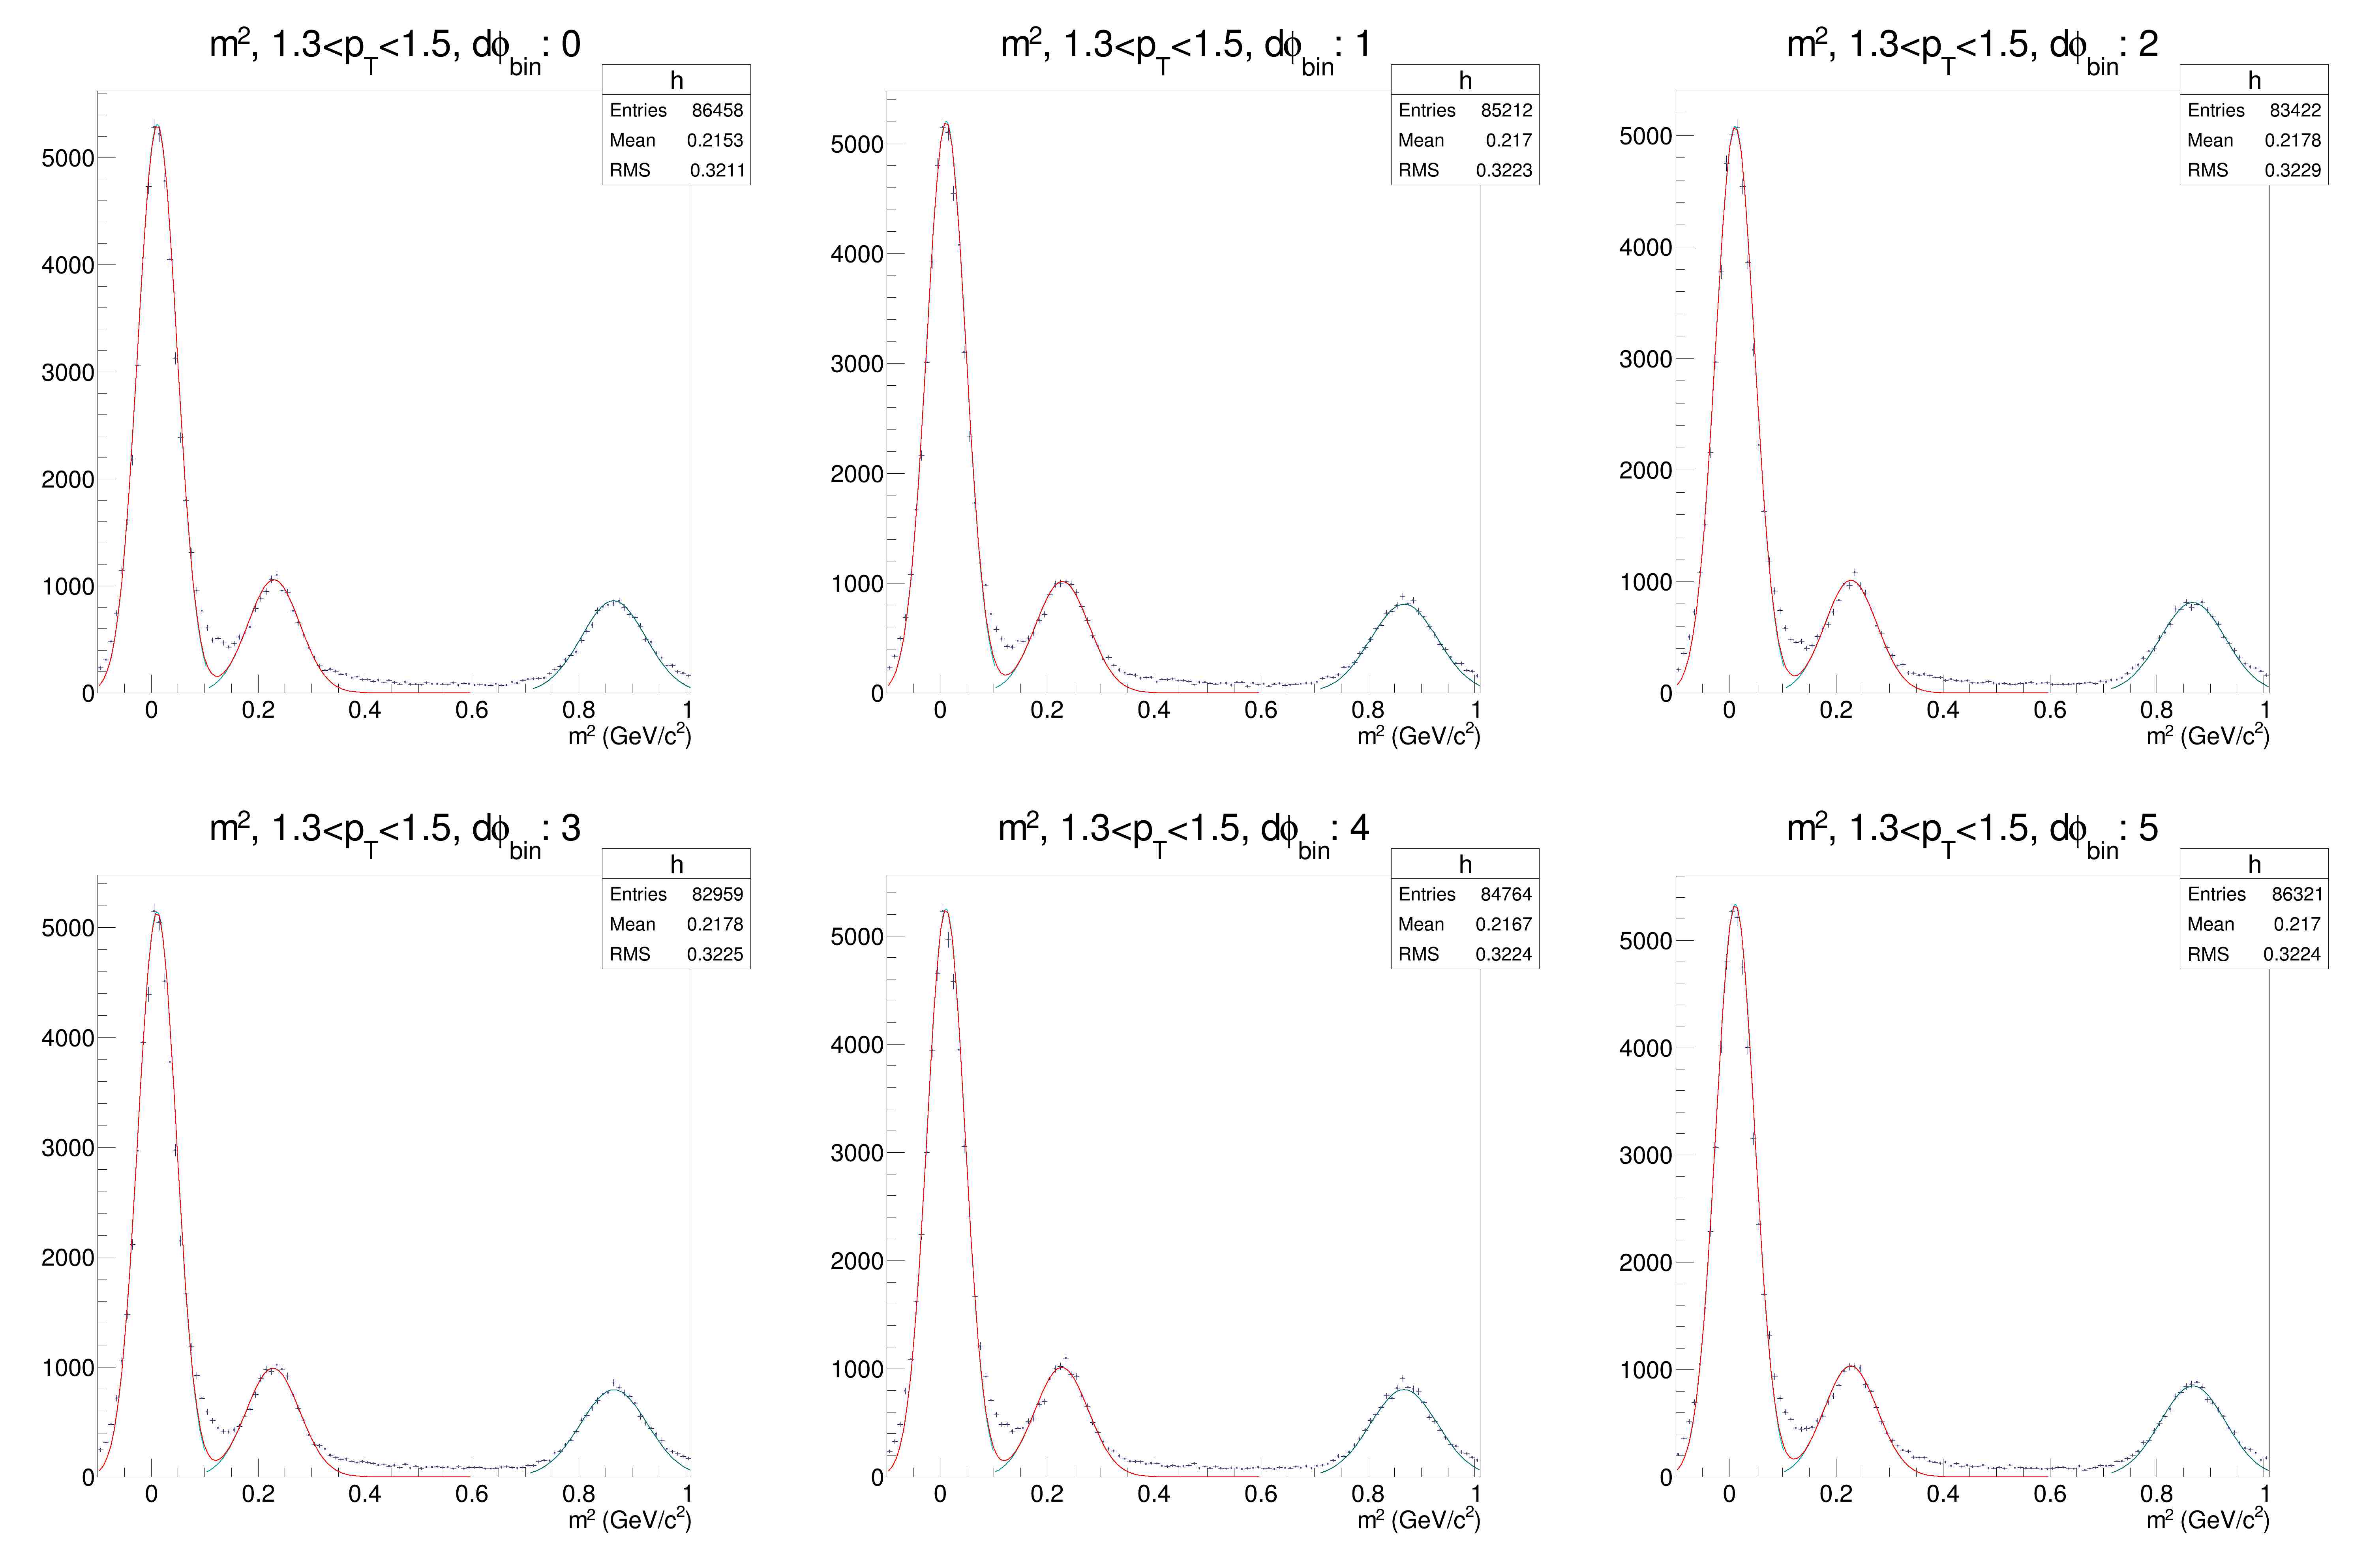 m², 1.3<p_T<1.5, dϕ_bin: 0
h
Entries 86458
Mean 0.2153
RMS 0.3211
5000
4000
3000
2000
1000
0
0 0.2 0.4 0.6 0.8 1
m² (GeV/c²)
m², 1.3<p_T<1.5, dϕ_bin: 1
h
Entries 85212
Mean 0.217
RMS 0.3223
5000
4000
3000
2000
1000
0
0 0.2 0.4 0.6 0.8 1
m² (GeV/c²)
m², 1.3<p_T<1.5, dϕ_bin: 2
h
Entries 83422
Mean 0.2178
RMS 0.3229
5000
4000
3000
2000
1000
0
0 0.2 0.4 0.6 0.8 1
m² (GeV/c²)
m², 1.3<p_T<1.5, dϕ_bin: 3
h
Entries 82959
Mean 0.2178
RMS 0.3225
5000
4000
3000
2000
1000
0
0 0.2 0.4 0.6 0.8 1
m² (GeV/c²)
m², 1.3<p_T<1.5, dϕ_bin: 4
h
Entries 84764
Mean 0.2167
RMS 0.3224
5000
4000
3000
2000
1000
0
0 0.2 0.4 0.6 0.8 1
m² (GeV/c²)
m², 1.3<p_T<1.5, dϕ_bin: 5
h
Entries 86321
Mean 0.217
RMS 0.3224
5000
4000
3000
2000
1000
0
0 0.2 0.4 0.6 0.8 1
m² (GeV/c²)